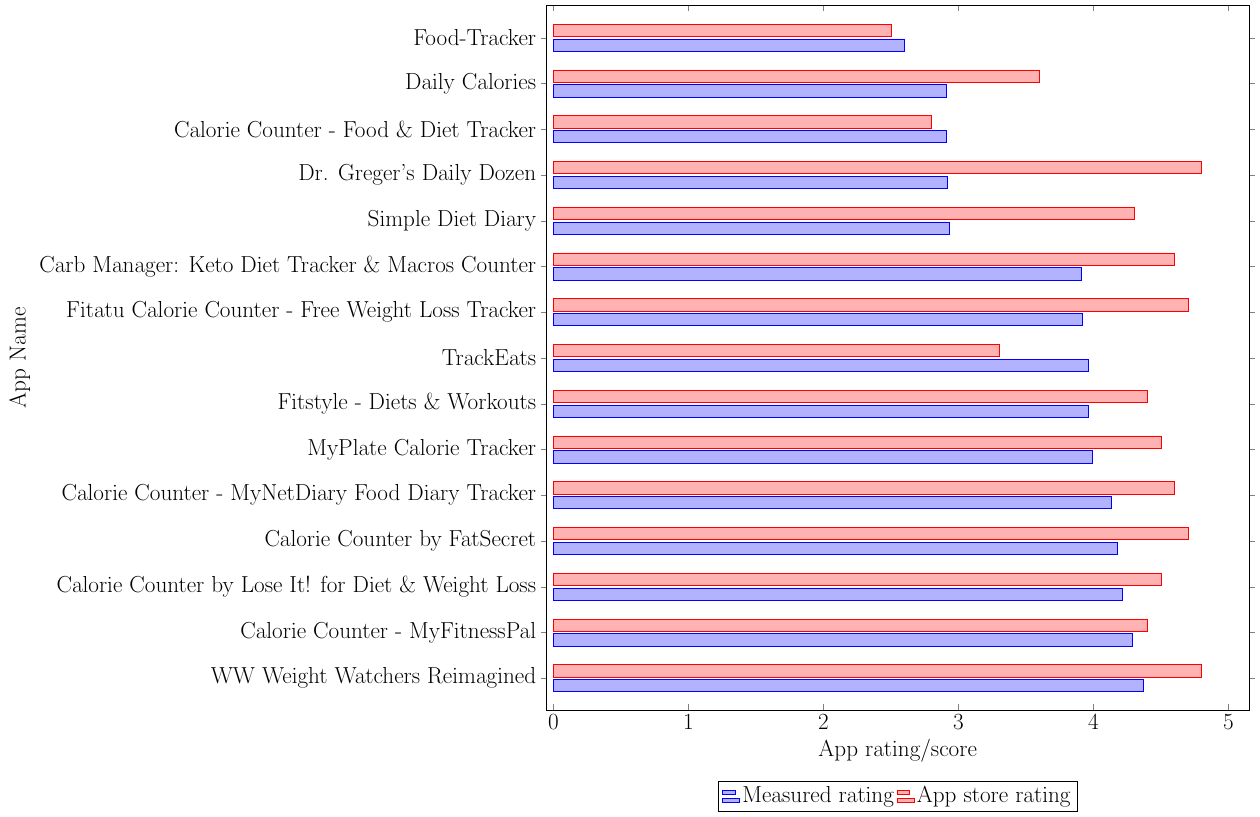 Food-Tracker
Daily Calories
Calorie Counter - Food & Diet Tracker
Dr. Greger's Daily Dozen
Simple Diet Diary
Carb Manager: Keto Diet Tracker & Macros Counter
Fitatu Calorie Counter - Free Weight Loss Tracker
TrackEats
Fitstyle - Diets & Workouts
MyPlate Calorie Tracker
Calorie Counter - MyNetDiary Food Diary Tracker
Calorie Counter by FatSecret
Calorie Counter by Lose It! for Diet & Weight Loss
Calorie Counter - MyFitnessPal
WW Weight Watchers Reimagined
App Name
0 1 2 3 4 5
App rating/score
Measured rating App store rating